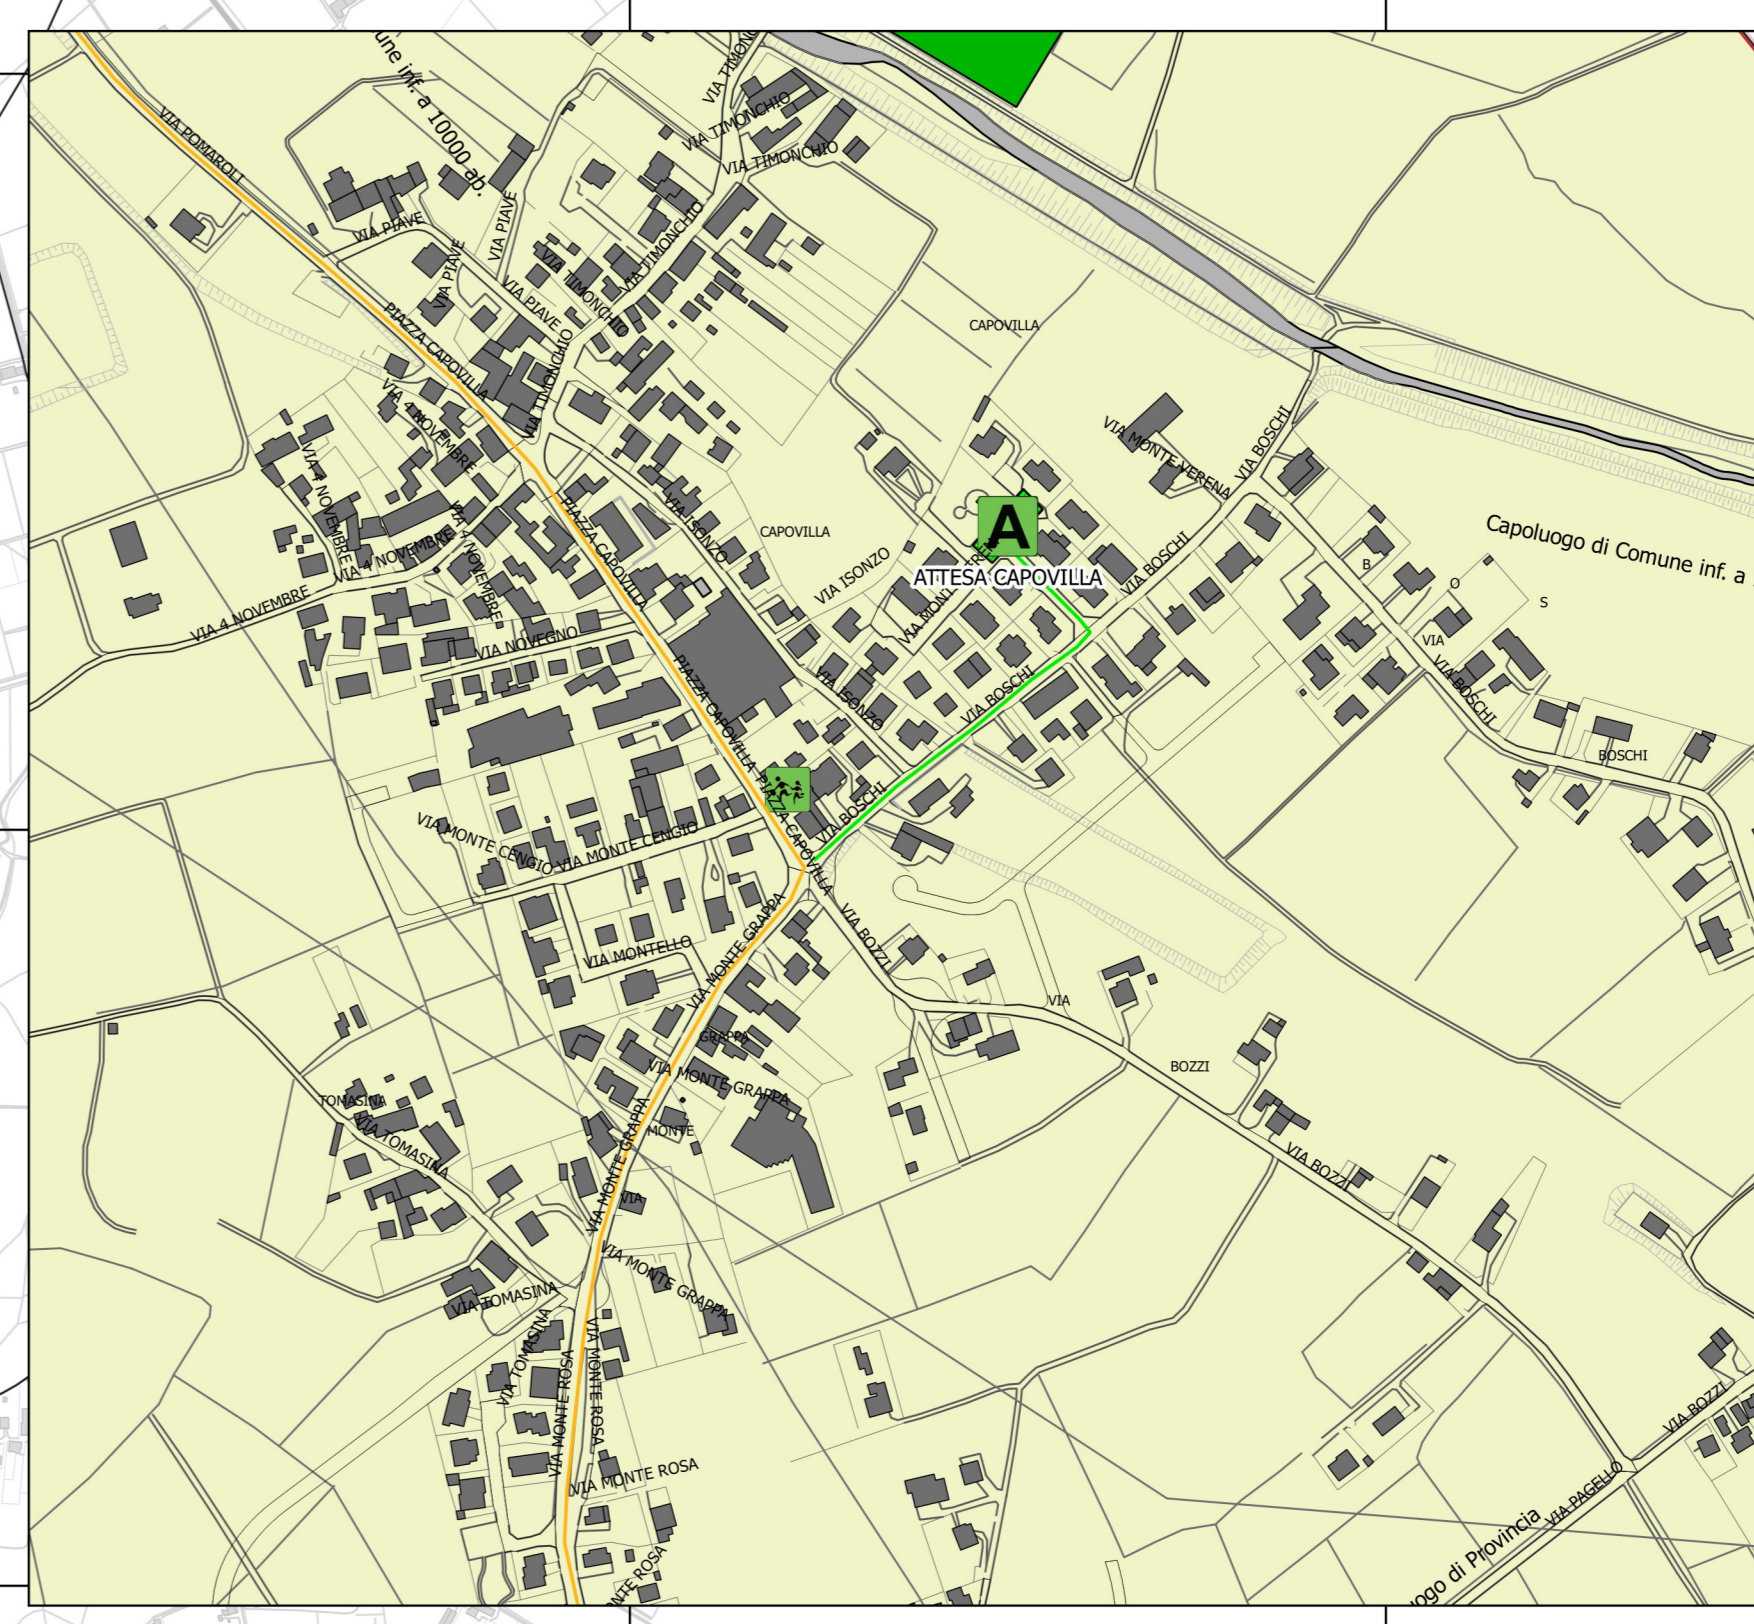 VIA TIMONCHIO
une inf. a 10000 ab.
VIA POMAROLI
VIA TIMONCHIO
VIA TIMONCHIO
VIA PIAVE
VIA PIAVE
VIA PIAVE
VIA PIAVE
VIA TIMONCHIO
VIA TIMONCHIO
VIA TIMONCHIO
PIAZZA CAPOVILLA
CAPOVILLA
VIA 4 NOVEMBRE
VIA 4 NOVEMBRE
VIA 4 NOVEMBRE
VIA 4 NOVEMBRE
VIA 4 NOVEMBRE
VIA MONTE VERENA
VIA BOSCHI
PIAZZA CAPOVILLA
VIA ISONZO
CAPOVILLA
VIA ISONZO
A
ATTESA CAPOVILLA
VIA BOSCHI
Capoluogo di Comune inf. a
B
O
S
VIA
VIA BOSCHI
BOSCHI
VIA NOVEGNO
PIAZZA CAPOVILLA
VIA ISONZO
VIA BOSCHI
PIAZZA CAPOVILLA
VIA BOSCHI
VIA MONTE CENGIO
VIA MONTE CENGIO
VIA MONTELLO
VIA MONTE GRAPPA
VIA BOZZI
VIA
BOZZI
GRAPPA
VIA MONTE GRAPPA
MONTE
VIA MONTE GRAPPA
VIA
TOMASINA
VIA TOMASINA
VIA BOZZI
VIA MONTE GRAPPA
VIA TOMASINA
VIA TOMASINA
VIA MONTE ROSA
VIA MONTE ROSA
VIA MONTE ROSA
NTE ROSA
VIA BOZZI
VIA PAGELLO
ogo di Provincia